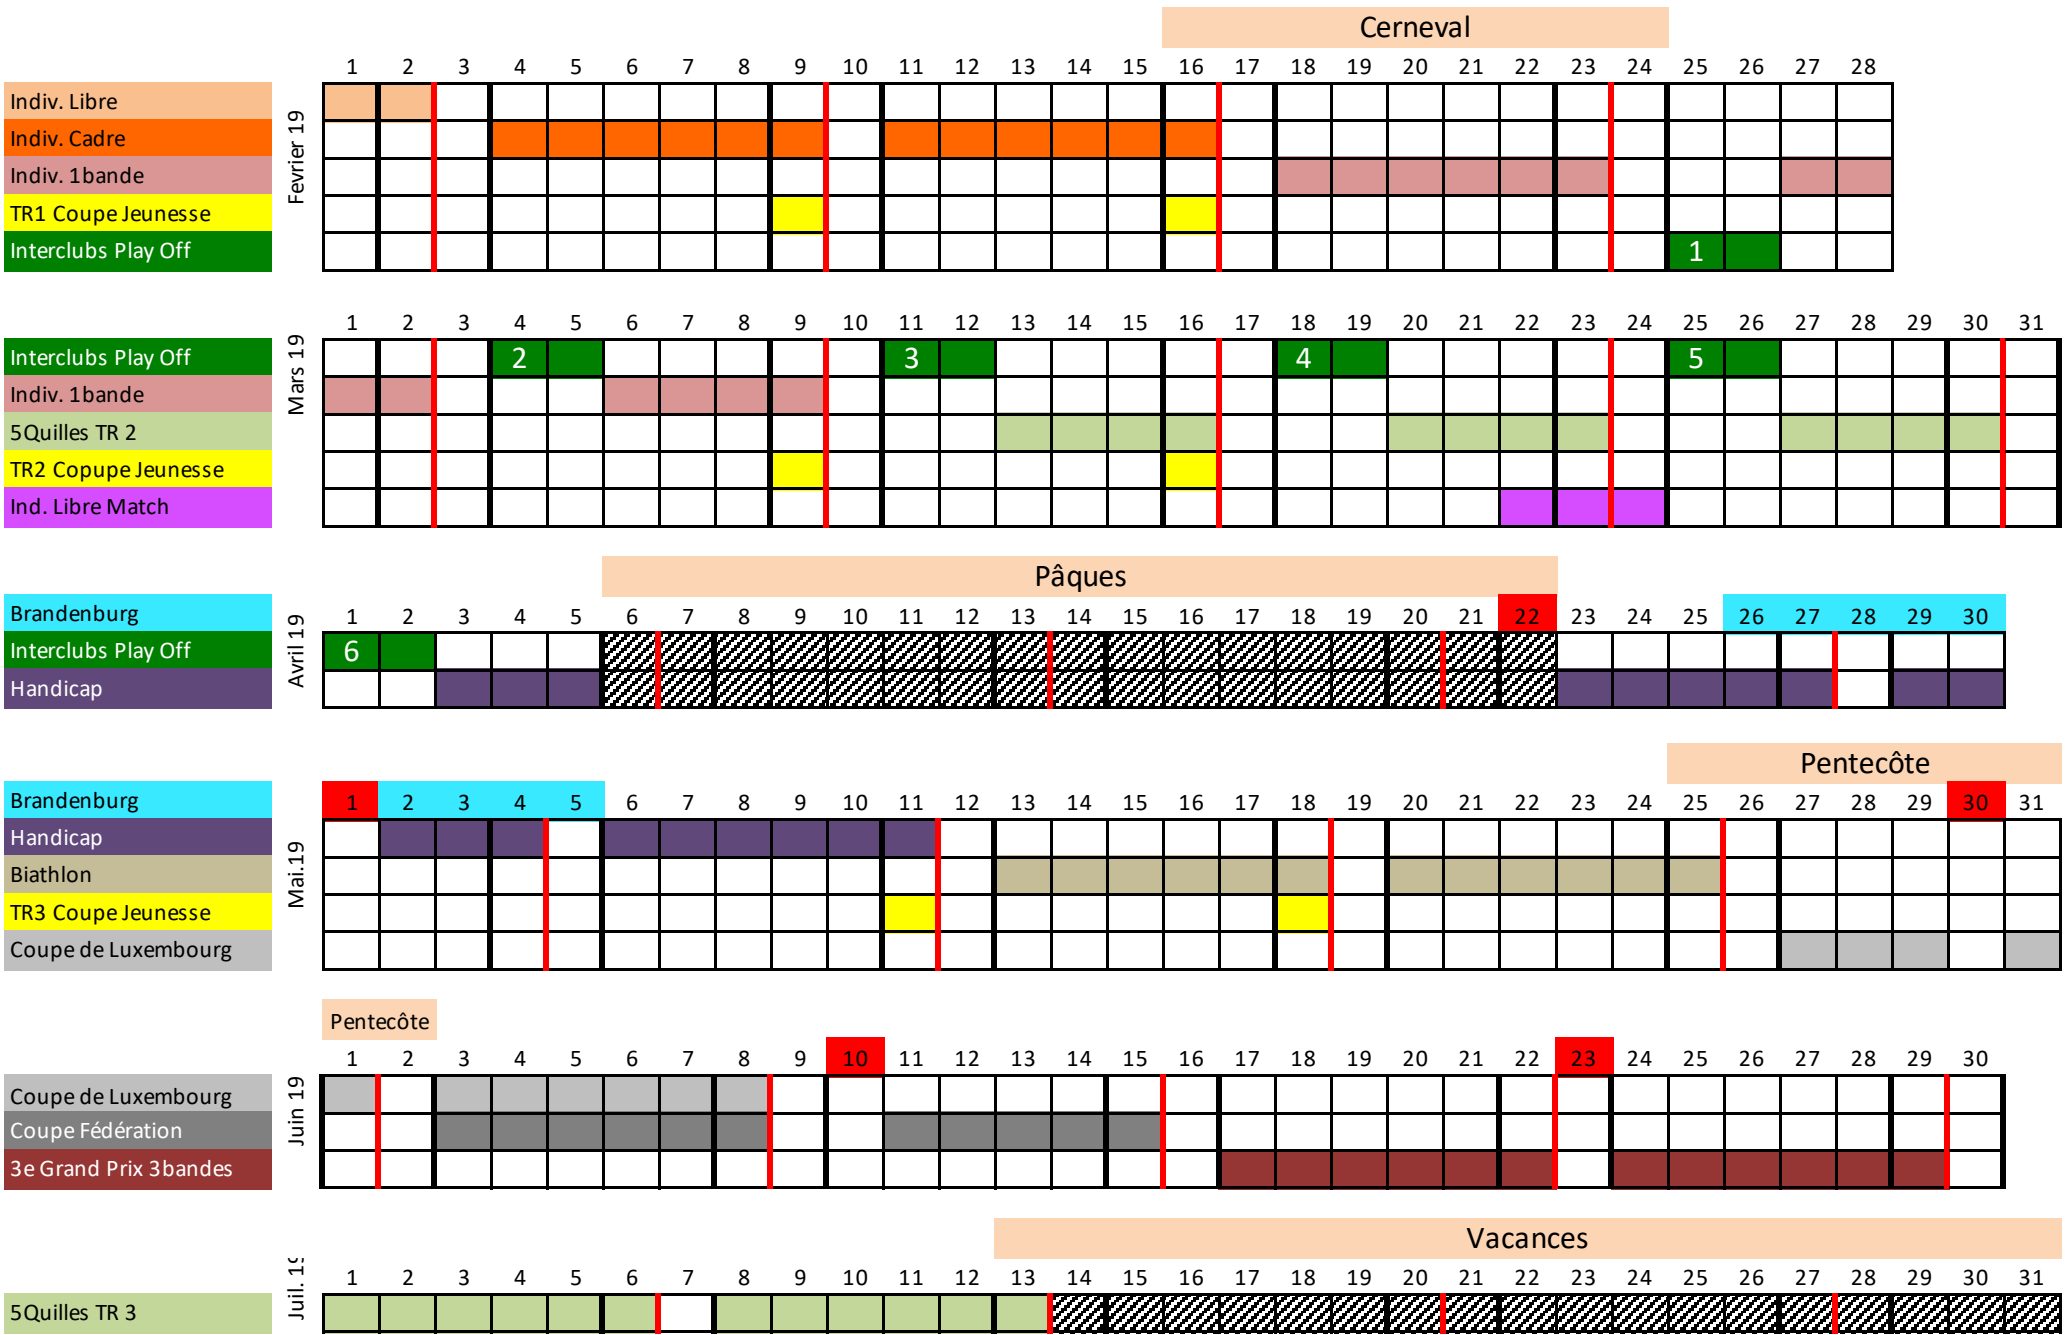 Cerneval
1 2 3 4 5 6 7 8 9 10 11 12 13 14 15 16 17 18 19 20 21 22 23 24 25 26 27 28
Fevrier 19
Indiv. Libre
Indiv. Cadre
Indiv. 1bande
TR1 Coupe Jeunesse
Interclubs Play Off 1
1 2 3 4 5 6 7 8 9 10 11 12 13 14 15 16 17 18 19 20 21 22 23 24 25 26 27 28 29 30 31
Mars 19
Interclubs Play Off 2 3 4 5
Indiv. 1bande
5Quilles TR 2
TR2 Copupe Jeunesse
Ind. Libre Match
Pâques
Brandenburg 1 2 3 4 5 6 7 8 9 10 11 12 13 14 15 16 17 18 19 20 21 22 23 24 25 26 27 28 29 30
Avril 19
Interclubs Play Off 6
Handicap
Pentecôte
Brandenburg 1 2 3 4 5 6 7 8 9 10 11 12 13 14 15 16 17 18 19 20 21 22 23 24 25 26 27 28 29 30 31
Mai.19
Handicap
Biathlon
TR3 Coupe Jeunesse
Coupe de Luxembourg
Pentecôte
1 2 3 4 5 6 7 8 9 10 11 12 13 14 15 16 17 18 19 20 21 22 23 24 25 26 27 28 29 30
Juin 19
Coupe de Luxembourg
Coupe Fédération
3e Grand Prix 3bandes
Vacances
Juil. 19
1 2 3 4 5 6 7 8 9 10 11 12 13 14 15 16 17 18 19 20 21 22 23 24 25 26 27 28 29 30 31
5Quilles TR 3